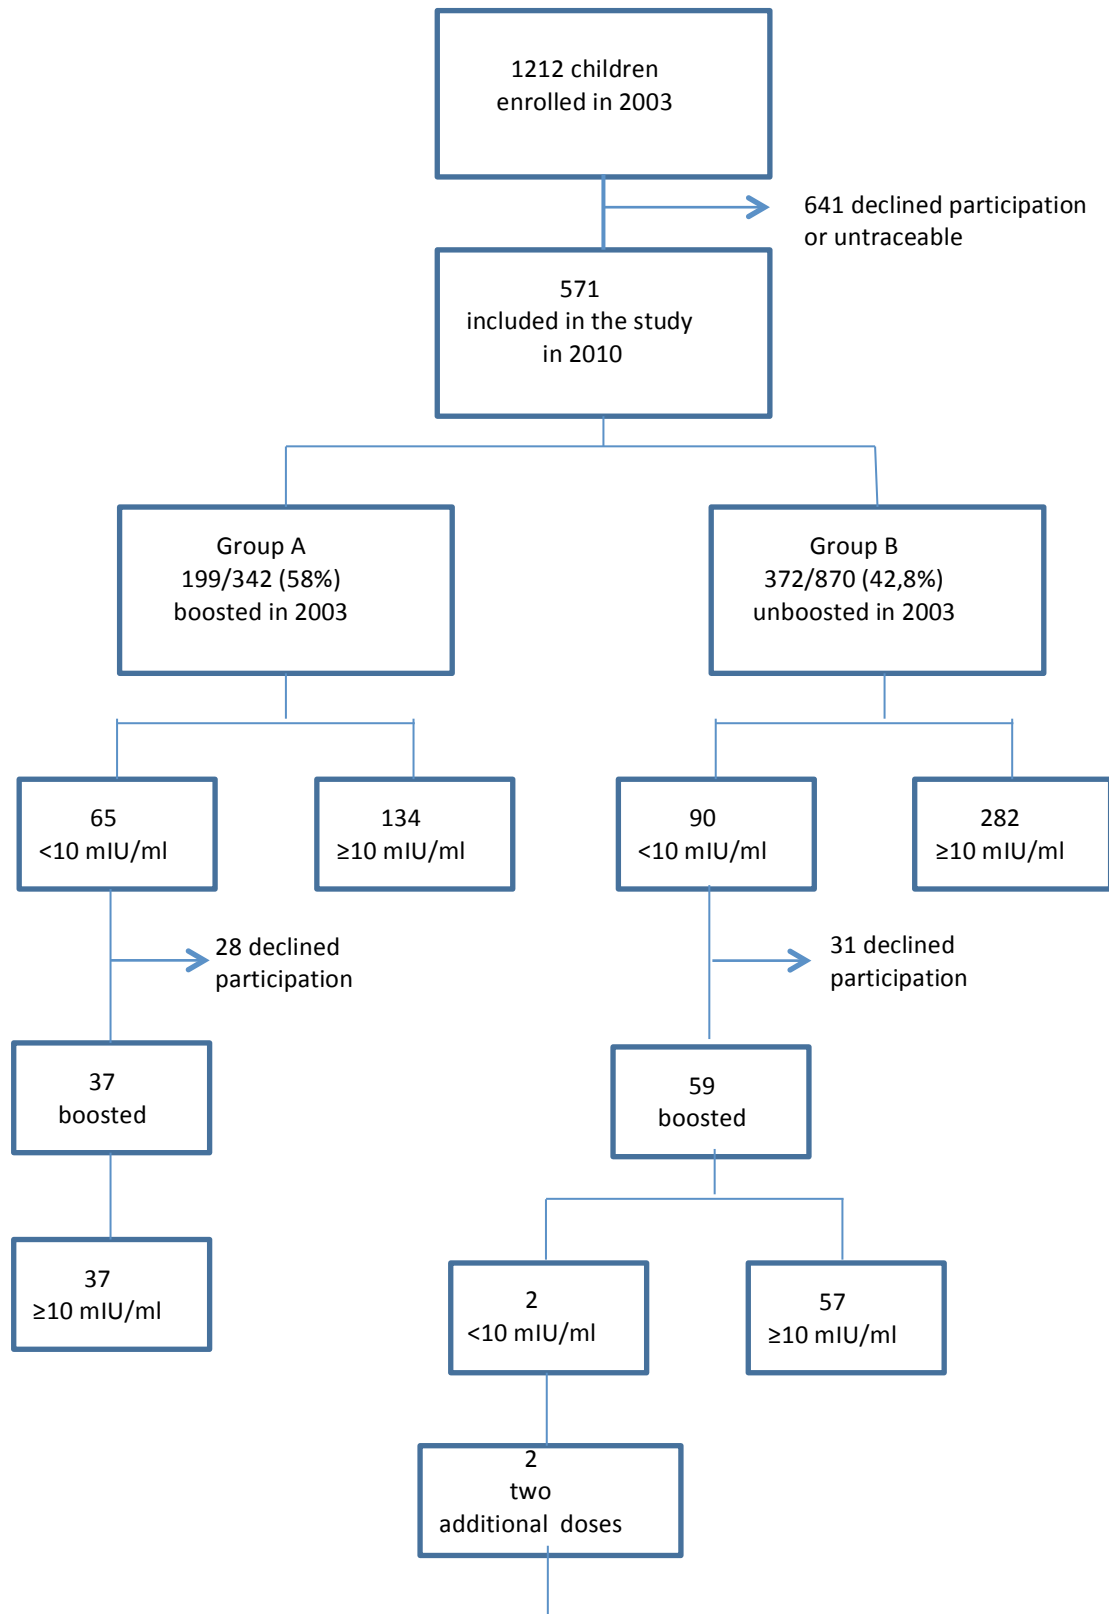 1212 children
enrolled in 2003
641 declined participation
or untraceable
571
included in the study
in 2010
Group A
199/342 (58%)
boosted in 2003
Group B
372/870 (42,8%)
unboosted in 2003
65
<10 mIU/ml
134
≥10 mIU/ml
90
<10 mIU/ml
282
≥10 mIU/ml
28 declined
participation
31 declined
participation
37
boosted
59
boosted
37
≥10 mIU/ml
2
<10 mIU/ml
57
≥10 mIU/ml
2
two
additional doses